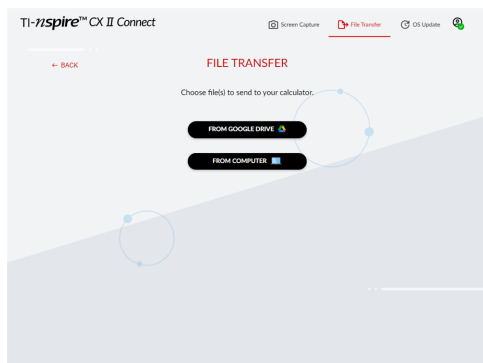 TI-nspire™ CX II Connect
Screen Capture
File Transfer
OS Update
← BACK
FILE TRANSFER
Choose file(s) to send to your calculator.
FROM GOOGLE DRIVE
FROM COMPUTER